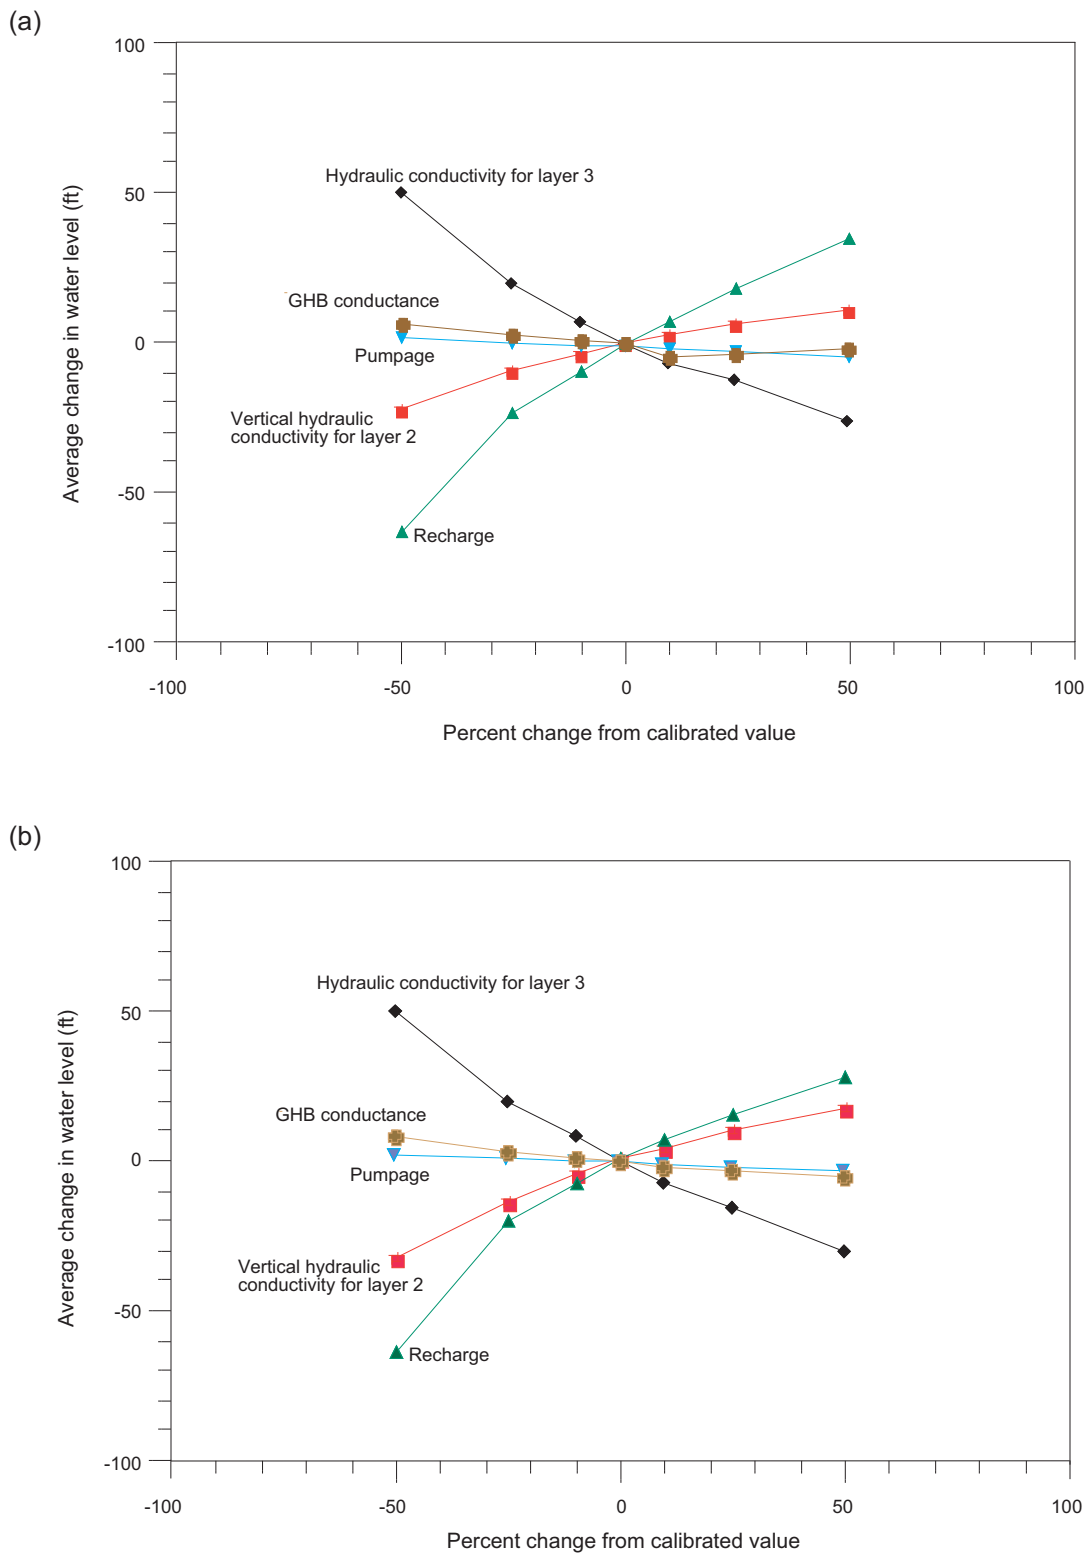 (a)
100
50
0
-50
-100
Average change in water level (ft)
Hydraulic conductivity for layer 3
GHB conductance
Pumpage
Vertical hydraulic
conductivity for layer 2
Recharge
-100
-50
0
50
100
Percent change from calibrated value
(b)
100
50
0
-50
-100
Average change in water level (ft)
Hydraulic conductivity for layer 3
GHB conductance
Pumpage
Vertical hydraulic
conductivity for layer 2
Recharge
-100
-50
0
50
100
Percent change from calibrated value